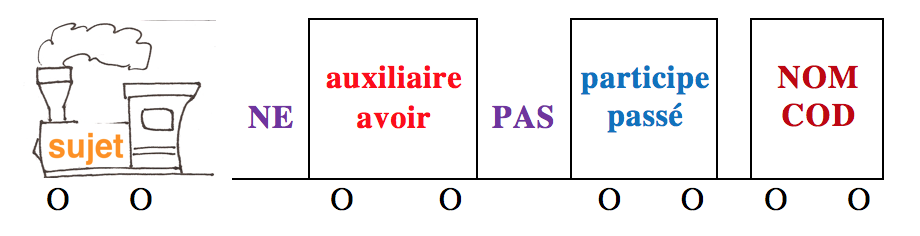 sujet NE auxiliaire avoir PAS participe passé NOM COD
O O O O O O O O